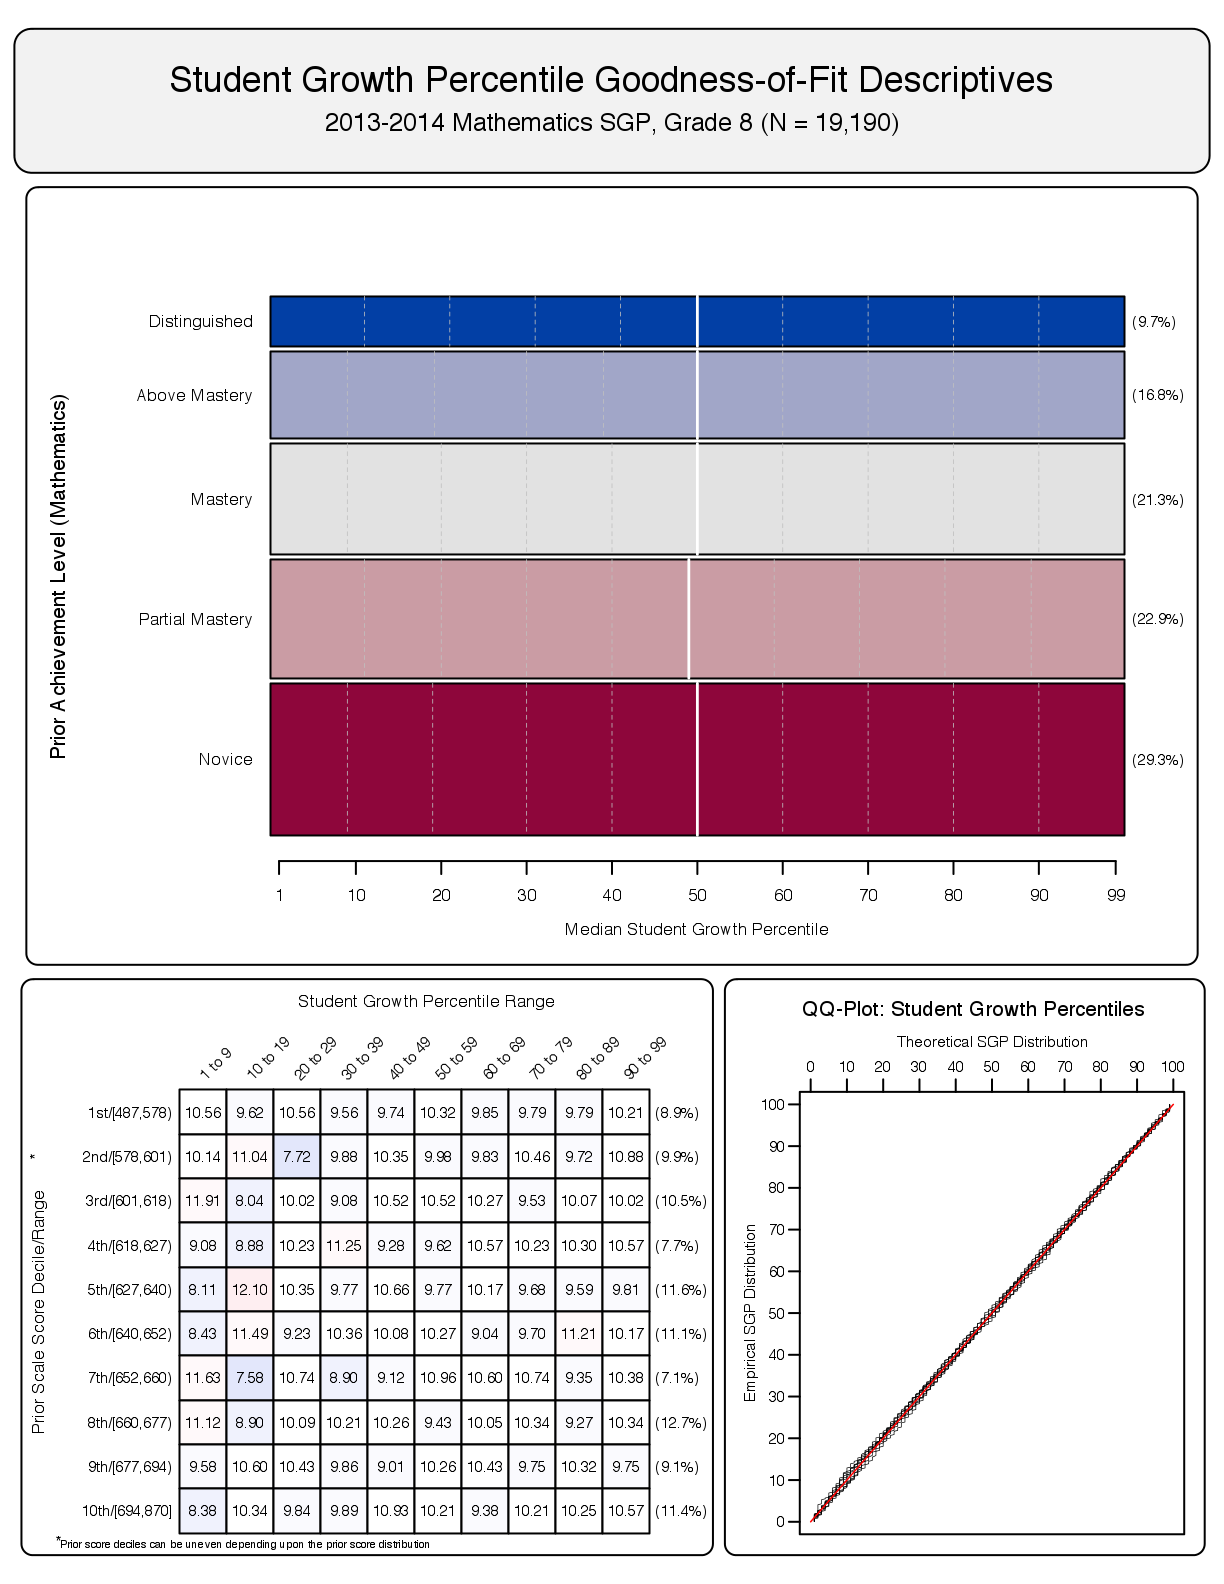 Student Growth Percentile Goodness-of-Fit Descriptives
2013-2014 Mathematics SGP, Grade 8 (N = 19,190)
Prior Achievement Level (Mathematics)
Distinguished (9.7%)
Above Mastery (16.8%)
Mastery (21.3%)
Partial Mastery (22.9%)
Novice (29.3%)
1 10 20 30 40 50 60 70 80 90 99
Median Student Growth Percentile
Student Growth Percentile Range
1 to 9 10 to 19 20 to 29 30 to 39 40 to 49 50 to 59 60 to 69 70 to 79 80 to 89 90 to 99
Prior Scale Score Decile/Range *
1st/[487,578) 10.56 9.62 10.56 9.56 9.74 10.32 9.85 9.79 9.79 10.21 (8.9%)
2nd/[578,601) 10.14 11.04 7.72 9.88 10.35 9.98 9.83 10.46 9.72 10.88 (9.9%)
3rd/[601,618) 11.91 8.04 10.02 9.08 10.52 10.52 10.27 9.53 10.07 10.02 (10.5%)
4th/[618,627) 9.08 8.88 10.23 11.25 9.28 9.62 10.57 10.23 10.30 10.57 (7.7%)
5th/[627,640) 8.11 12.10 10.35 9.77 10.66 9.77 10.17 9.68 9.59 9.81 (11.6%)
6th/[640,652) 8.43 11.49 9.23 10.36 10.08 10.27 9.04 9.70 11.21 10.17 (11.1%)
7th/[652,660) 11.63 7.58 10.74 8.90 9.12 10.96 10.60 10.74 9.35 10.38 (7.1%)
8th/[660,677) 11.12 8.90 10.09 10.21 10.26 9.43 10.05 10.34 9.27 10.34 (12.7%)
9th/[677,694) 9.58 10.60 10.43 9.86 9.01 10.26 10.43 9.75 10.32 9.75 (9.1%)
10th/[694,870] 8.38 10.34 9.84 9.89 10.93 10.21 9.38 10.21 10.25 10.57 (11.4%)
*Prior score deciles can be uneven depending upon the prior score distribution
QQ-Plot: Student Growth Percentiles
Theoretical SGP Distribution
0 10 20 30 40 50 60 70 80 90 100
Empirical SGP Distribution
100
90
80
70
60
50
40
30
20
10
0